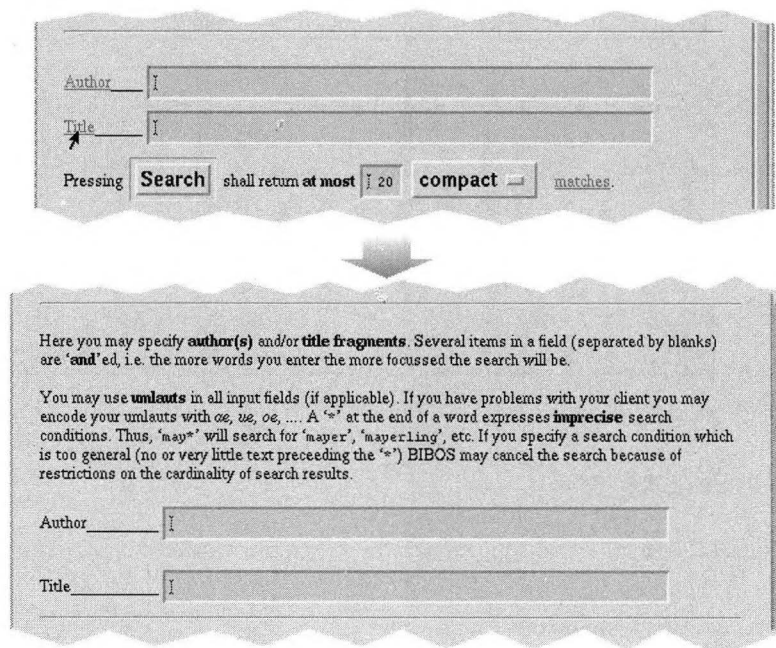 Author
Title
Pressing Search shall return at most 20 compact matches.
Here you may specify author(s) and/or title fragments. Several items in a field (separated by blanks)
are 'and'ed, i.e. the more words you enter the more focussed the search will be.
You may use umlauts in all input fields (if applicable). If you have problems with your client you may
encode your umlauts with ae, ue, oe, .... A '*' at the end of a word expresses imprecise search
conditions. Thus, 'may*' will search for 'mayer', 'mayerling', etc. If you specify a search condition which
is too general (no or very little text preceeding the '*') BIBOS may cancel the search because of
restrictions on the cardinality of search results.
Author
Title